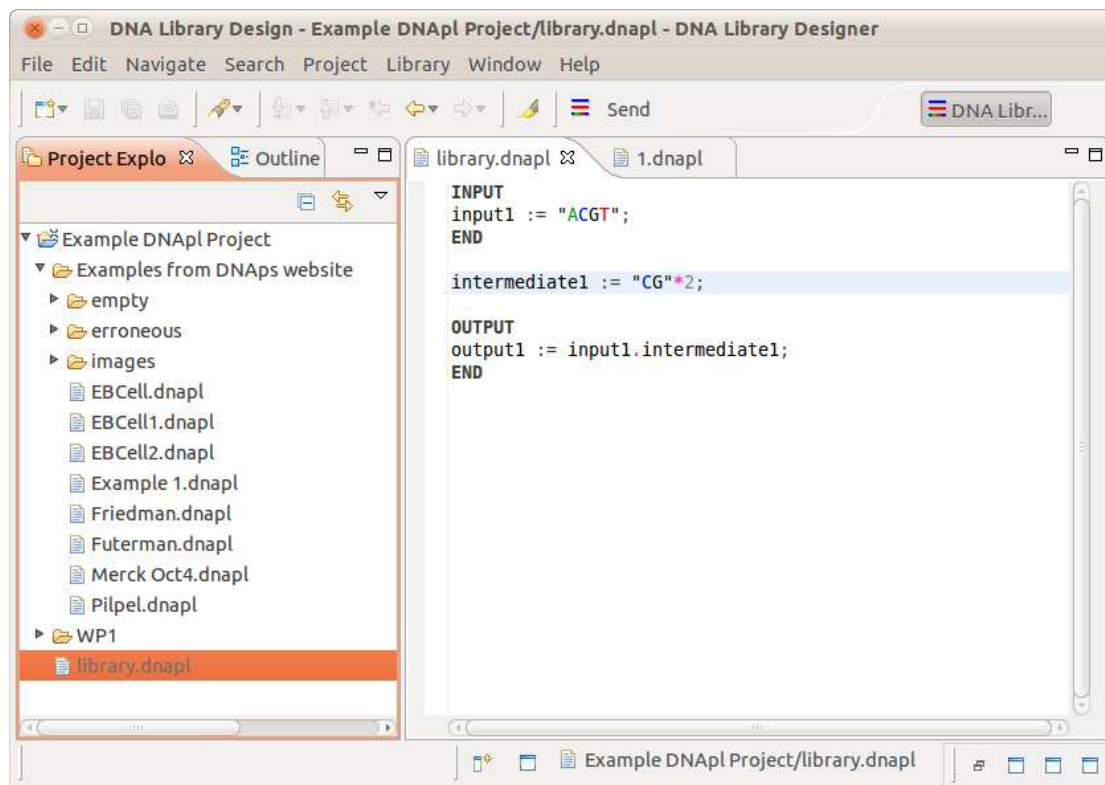 DNA Library Design - Example DNApl Project/library.dnapl - DNA Library Designer
File Edit Navigate Search Project Library Window Help
Send
DNA Libr...
Project Explo
Outline
library.dnapl
1.dnapl
Example DNApl Project
Examples from DNAps website
empty
erroneous
images
EBCell.dnapl
EBCell1.dnapl
EBCell2.dnapl
Example 1.dnapl
Friedman.dnapl
Futerman.dnapl
Merck Oct4.dnapl
Pilpel.dnapl
WP1
library.dnapl
INPUT
input1 := "ACGT";
END
intermediate1 := "CG"*2;
OUTPUT
output1 := input1.intermediate1;
END
Example DNApl Project/library.dnapl